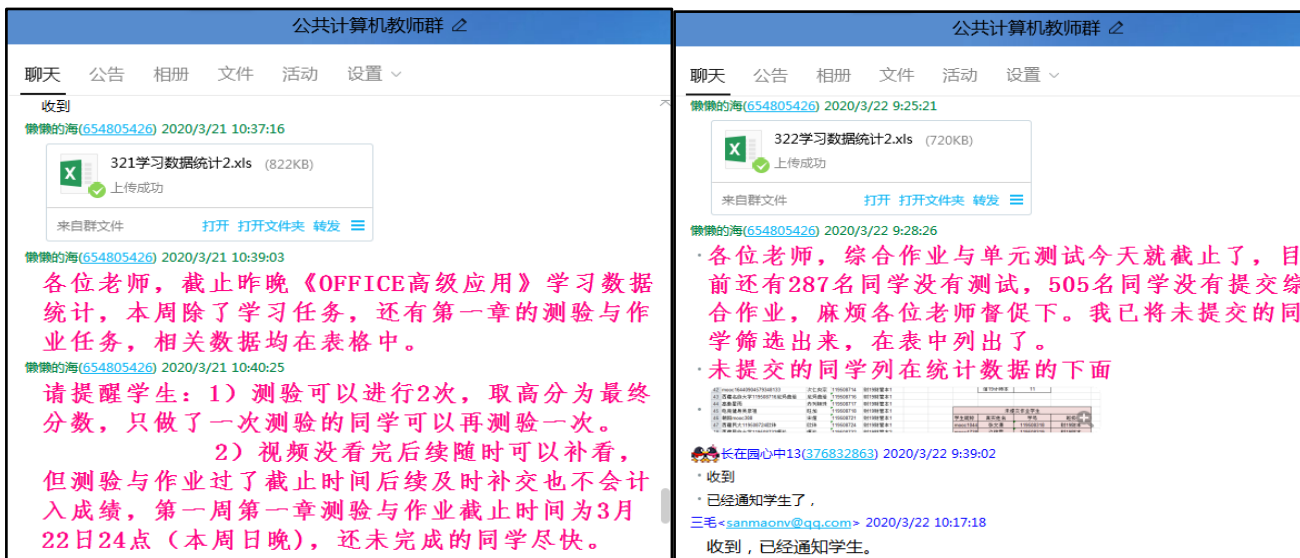 公共计算机教师群
聊天 公告 相册 文件 活动 设置
收到
懒懒的海(654805426) 2020/3/21 10:37:16
321学习数据统计2.xls (822KB)
上传成功
来自群文件 打开 打开文件夹 转发
懒懒的海(654805426) 2020/3/21 10:39:03
各位老师，截止昨晚《OFFICE高级应用》学习数据
统计，本周除了学习任务，还有第一章的测验与作
业任务，相关数据均在表格中。
懒懒的海(654805426) 2020/3/21 10:40:25
请提醒学生：1）测验可以进行2次，取高分为最终
分数，只做了一次测验的同学可以再测验一次。
2）视频没看完后续随时可以补看，
但测验与作业过了截止时间后续及时补交也不会计
入成绩，第一周第一章测验与作业截止时间为3月
22日24点（本周日晚），还未完成的同学尽快。
公共计算机教师群
聊天 公告 相册 文件 活动 设置
懒懒的海(654805426) 2020/3/22 9:25:21
322学习数据统计2.xls (720KB)
上传成功
来自群文件 打开 打开文件夹 转发
懒懒的海(654805426) 2020/3/22 9:28:26
各位老师，综合作业与单元测试今天就截止了，目
前还有287名同学没有测试，505名同学没有提交综
合作业，麻烦各位老师督促下。我已将未提交的同
学筛选出来，在表中列出了。
未提交的同学列在统计数据的下面
长在园心中13(376832863) 2020/3/22 9:39:02
收到
已经通知学生了，
三毛<sanmaonv@qq.com> 2020/3/22 10:17:18
收到，已经通知学生。